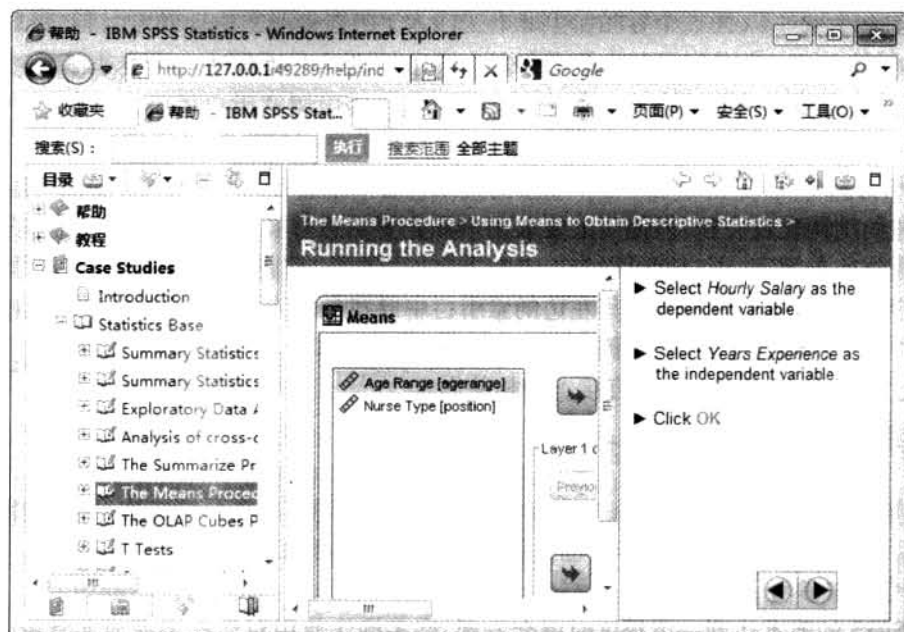 帮助 - IBM SPSS Statistics - Windows Internet Explorer
http://127.0.0.1:49289/help/ind
Google
收藏夹
帮助 - IBM SPSS Stat...
页面(P)
安全(S)
工具(O)
搜索(S):
执行
搜索范围 全部主题
目录
帮助
教程
Case Studies
Introduction
Statistics Base
Summary Statistics
Summary Statistics
Exploratory Data
Analysis of cross-c
The Summarize Pr
The Means Proced
The OLAP Cubes P
T Tests
The Means Procedure > Using Means to Obtain Descriptive Statistics >
Running the Analysis
Means
Age Range [agerange]
Nurse Type [position]
Layer 1 o
Previou
► Select Hourly Salary as the
dependent variable.
► Select Years Experience as
the independent variable.
► Click OK